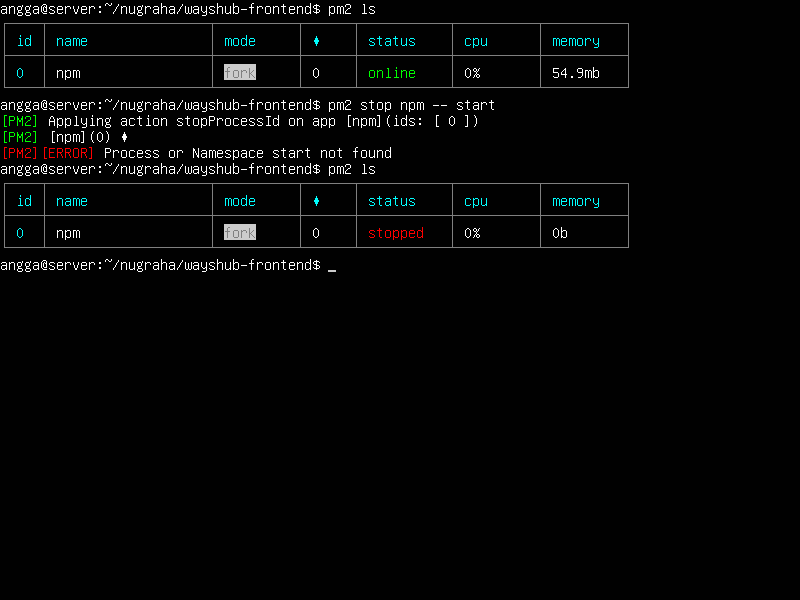 angga@server:~/nugraha/wayshub-frontend$ pm2 ls
id name mode ♦ status cpu memory
0 npm fork 0 online 0% 54.9mb
angga@server:~/nugraha/wayshub-frontend$ pm2 stop npm -- start
[PM2] Applying action stopProcessId on app [npm](ids: [ 0 ])
[PM2] [npm](0) ♦
[PM2][ERROR] Process or Namespace start not found
angga@server:~/nugraha/wayshub-frontend$ pm2 ls
id name mode ♦ status cpu memory
0 npm fork 0 stopped 0% 0b
angga@server:~/nugraha/wayshub-frontend$ _